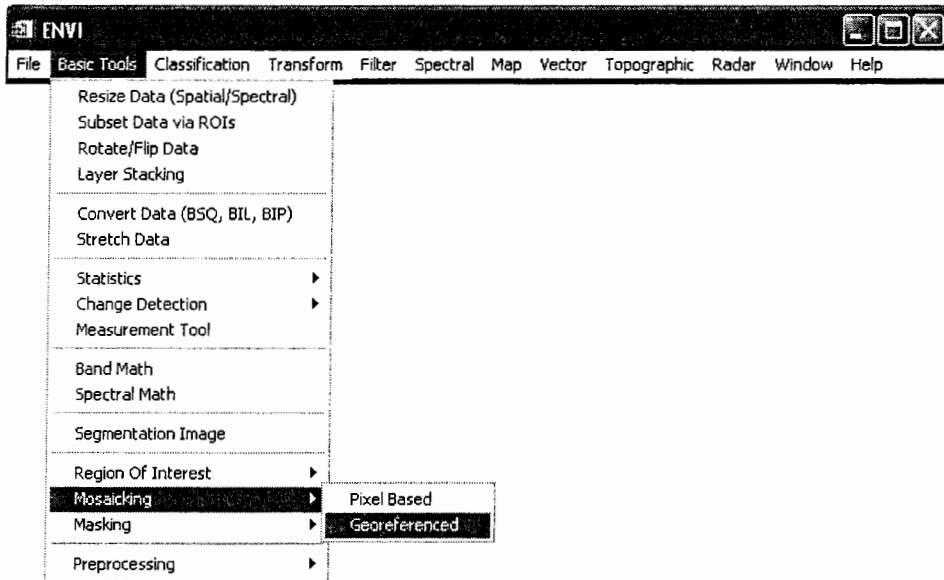 ENVI
File Basic Tools Classification Transform Filter Spectral Map Vector Topographic Radar Window Help
Resize Data (Spatial/Spectral)
Subset Data via ROIs
Rotate/Flip Data
Layer Stacking
Convert Data (BSQ, BIL, BIP)
Stretch Data
Statistics
Change Detection
Measurement Tool
Band Math
Spectral Math
Segmentation Image
Region Of Interest
Mosaicking
Pixel Based
Masking
Georeferenced
Preprocessing